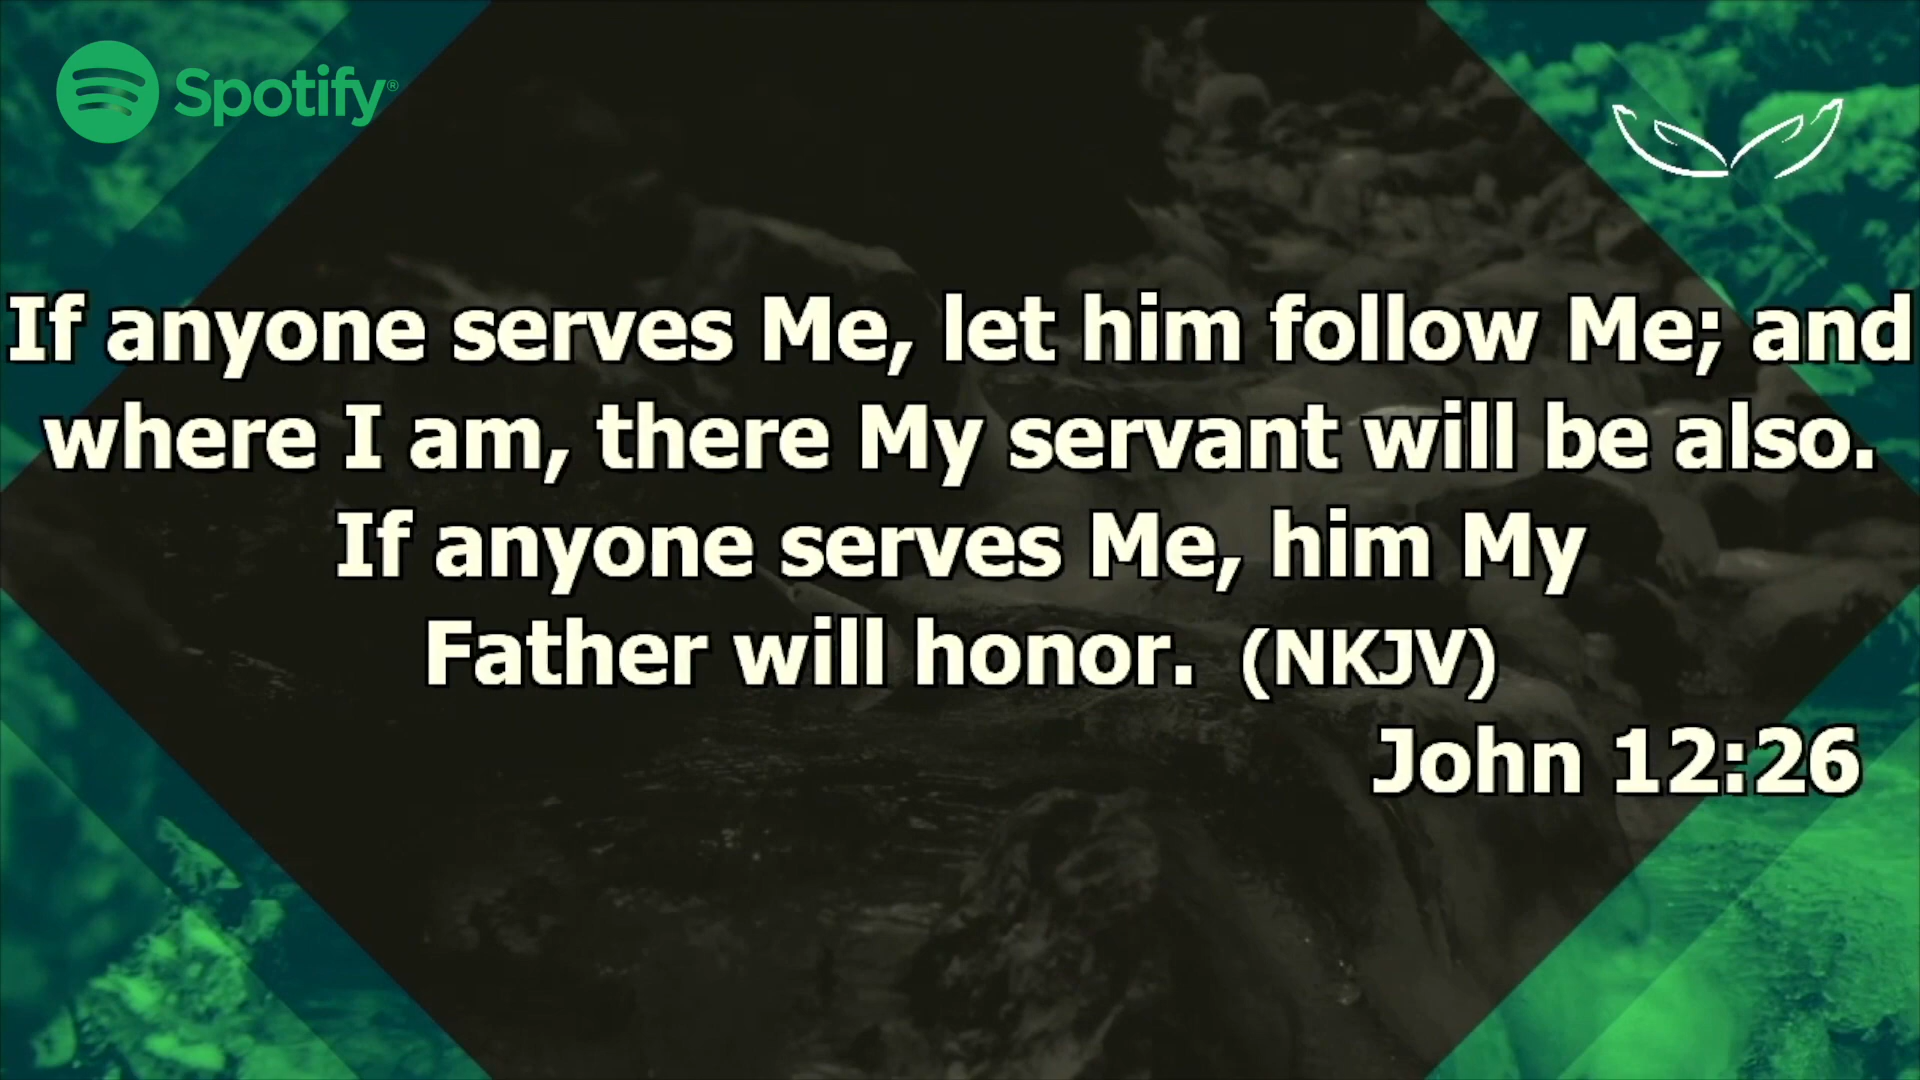 Spotify®
If anyone serves Me, let him follow Me; and
where I am, there My servant will be also.
If anyone serves Me, him My
Father will honor. (NKJV)
John 12:26